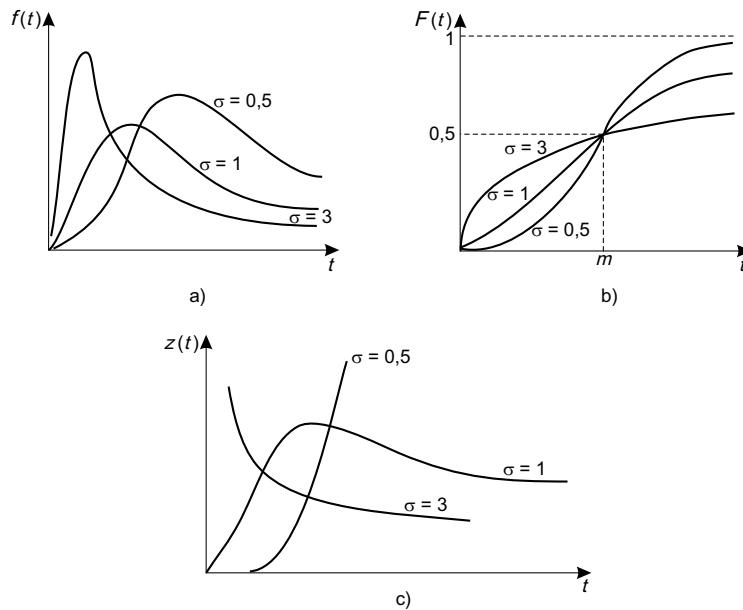 f(t)
σ = 0,5
σ = 1
σ = 3
t
a)
F(t)
1
0,5
σ = 3
σ = 1
σ = 0,5
m
t
b)
z(t)
σ = 0,5
σ = 1
σ = 3
t
c)